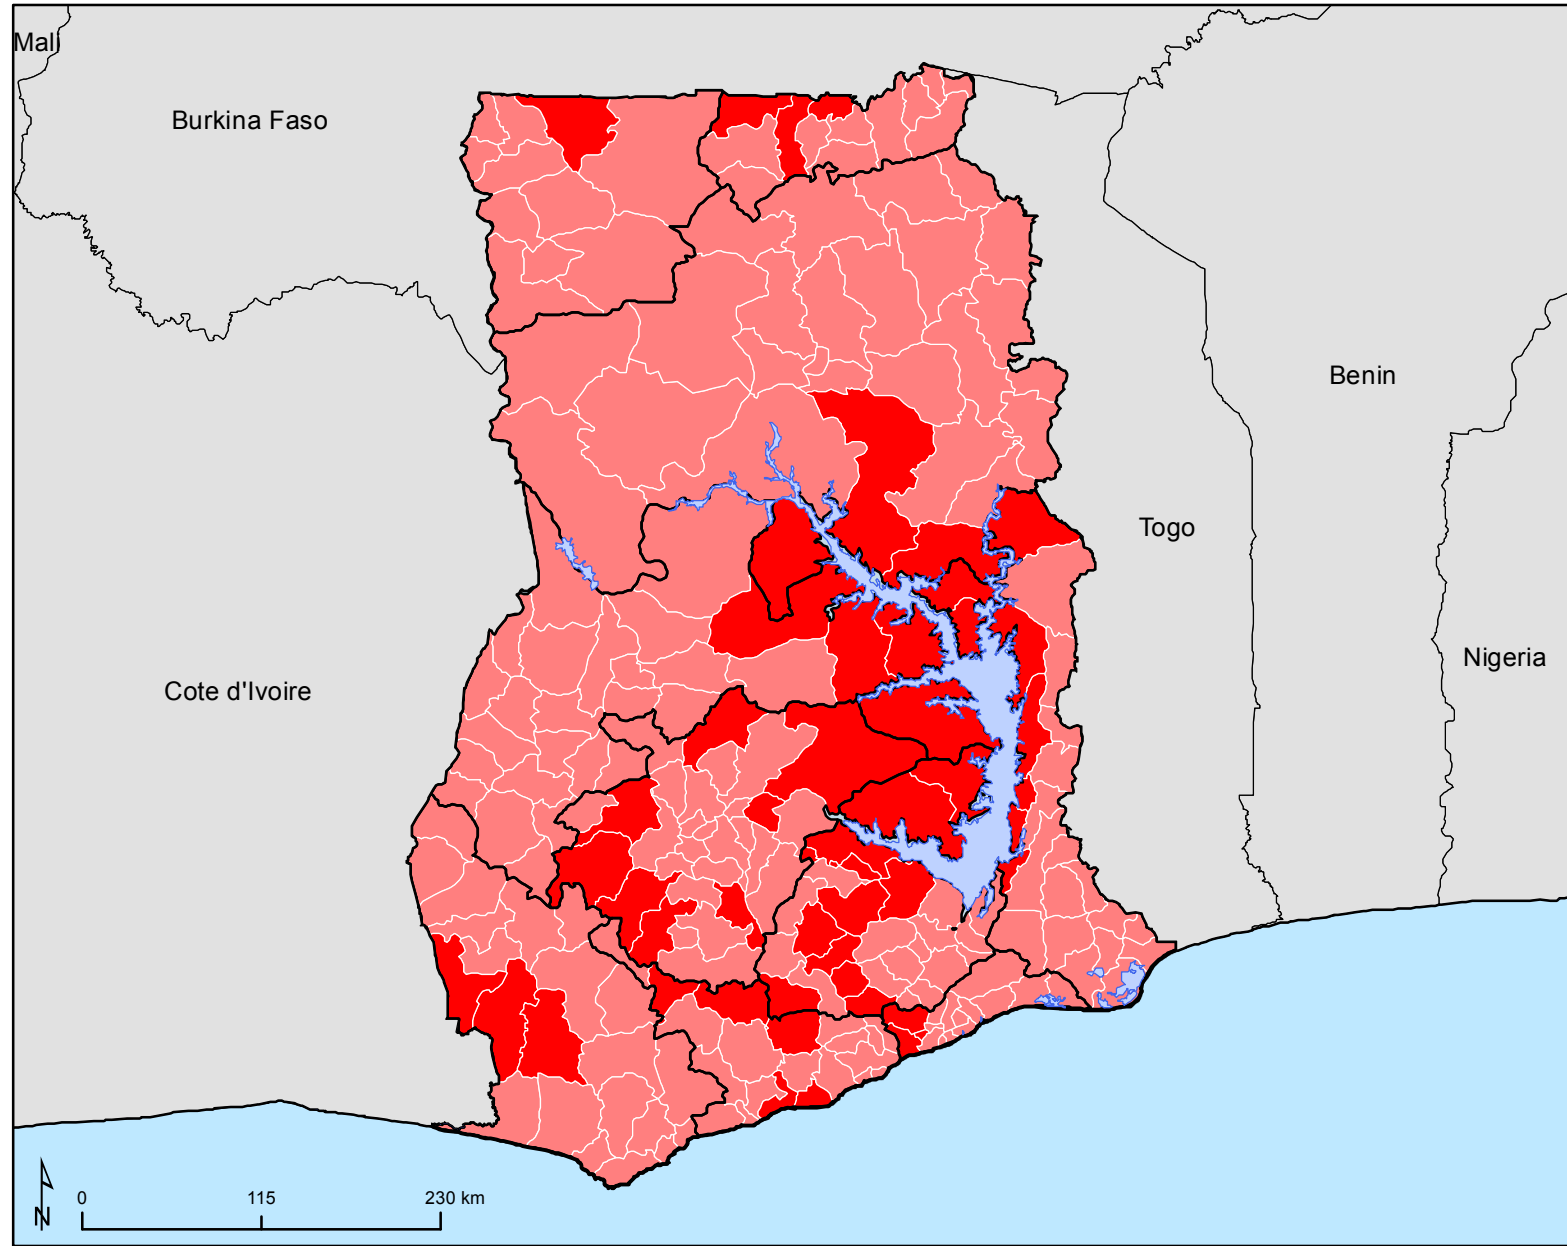 Mali
Burkina Faso
Benin
Togo
Nigeria
Cote d'Ivoire
N
0 115 230 km